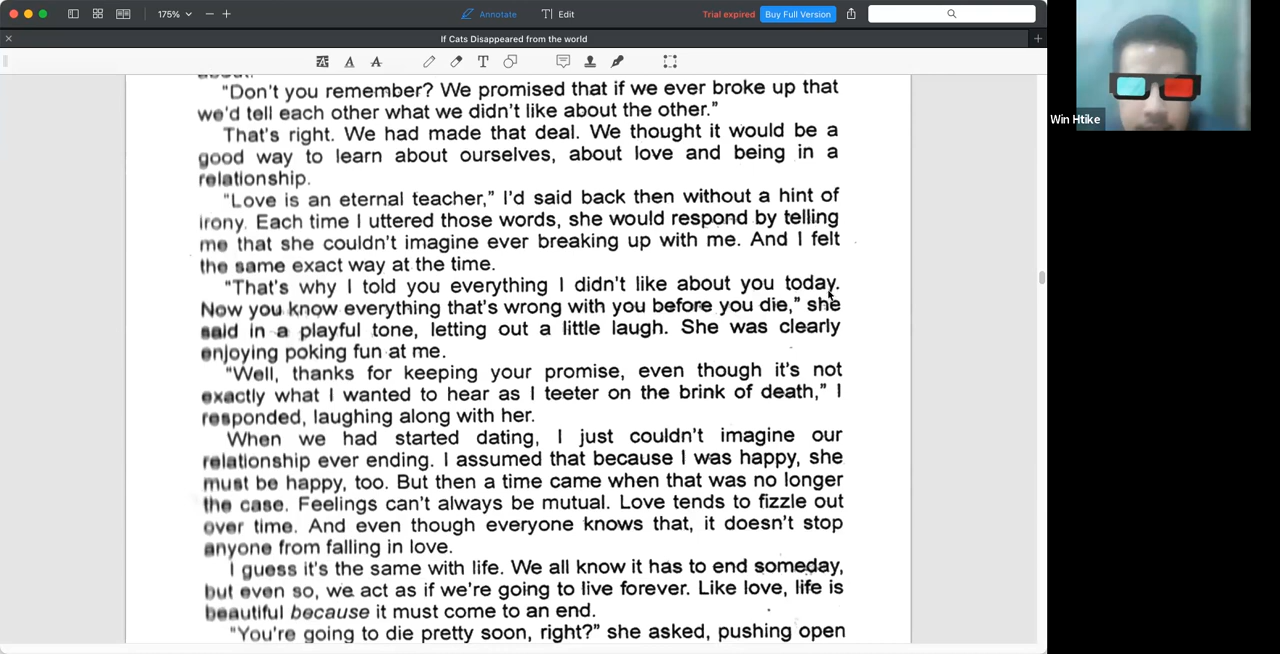 175%
Annotate
Edit
Trial expired
Buy Full Version
If Cats Disappeared from the world
"Don't you remember? We promised that if we ever broke up that
we'd tell each other what we didn't like about the other."
That's right. We had made that deal. We thought it would be a
good way to learn about ourselves, about love and being in a
relationship.
"Love is an eternal teacher," I'd said back then without a hint of
irony. Each time I uttered those words, she would respond by telling
me that she couldn't imagine ever breaking up with me. And I felt
the same exact way at the time.
"That's why I told you everything I didn't like about you today.
Now you know everything that's wrong with you before you die," she
said in a playful tone, letting out a little laugh. She was clearly
enjoying poking fun at me.
"Well, thanks for keeping your promise, even though it's not
exactly what I wanted to hear as I teeter on the brink of death," I
responded, laughing along with her.
When we had started dating, I just couldn't imagine our
relationship ever ending. I assumed that because I was happy, she
must be happy, too. But then a time came when that was no longer
the case. Feelings can't always be mutual. Love tends to fizzle out
over time. And even though everyone knows that, it doesn't stop
anyone from falling in love.
I guess it's the same with life. We all know it has to end someday,
but even so, we act as if we're going to live forever. Like love, life is
beautiful because it must come to an end.
"You're going to die pretty soon, right?" she asked, pushing open
Win Htike